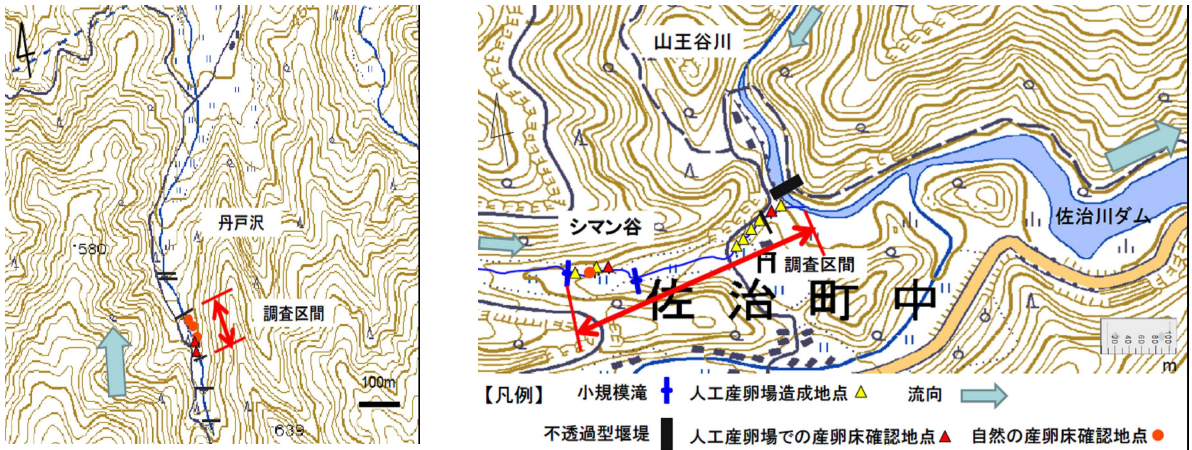 丹戸沢
580
調査区間
100m
639
山王谷川
シマン谷
佐治川ダム
調査区間
佐治町中
m
【凡例】 小規模滝 人工産卵場造成地点 流向
不透過型堰堤 人工産卵場での産卵床確認地点 自然の産卵床確認地点